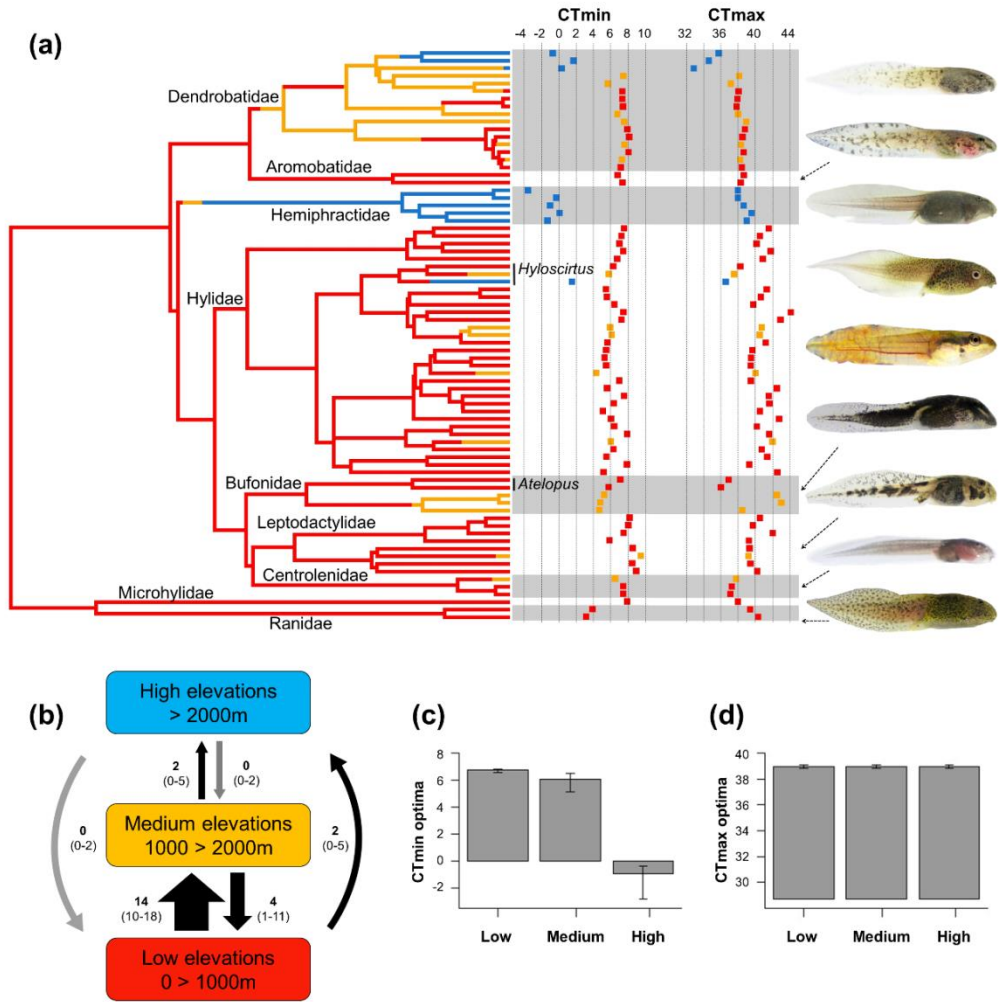 (a)
CTmin CTmax
-4 -2 0 2 4 6 8 10 32 36 40 44
Dendrobatidae
Aromobatidae
Hemiphractidae
Hylidae
Hyloscirtus
Bufonidae
Atelopus
Leptodactylidae
Centrolenidae
Microhylidae
Ranidae
(b)
High elevations
> 2000m
2
(0-5)
0
(0-2)
0
(0-2)
2
(0-5)
Medium elevations
1000 > 2000m
14
(10-18)
4
(1-11)
Low elevations
0 > 1000m
(c)
CTmin optima
8
6
4
2
0
-2
Low Medium High
(d)
CTmax optima
40
38
36
34
32
30
Low Medium High